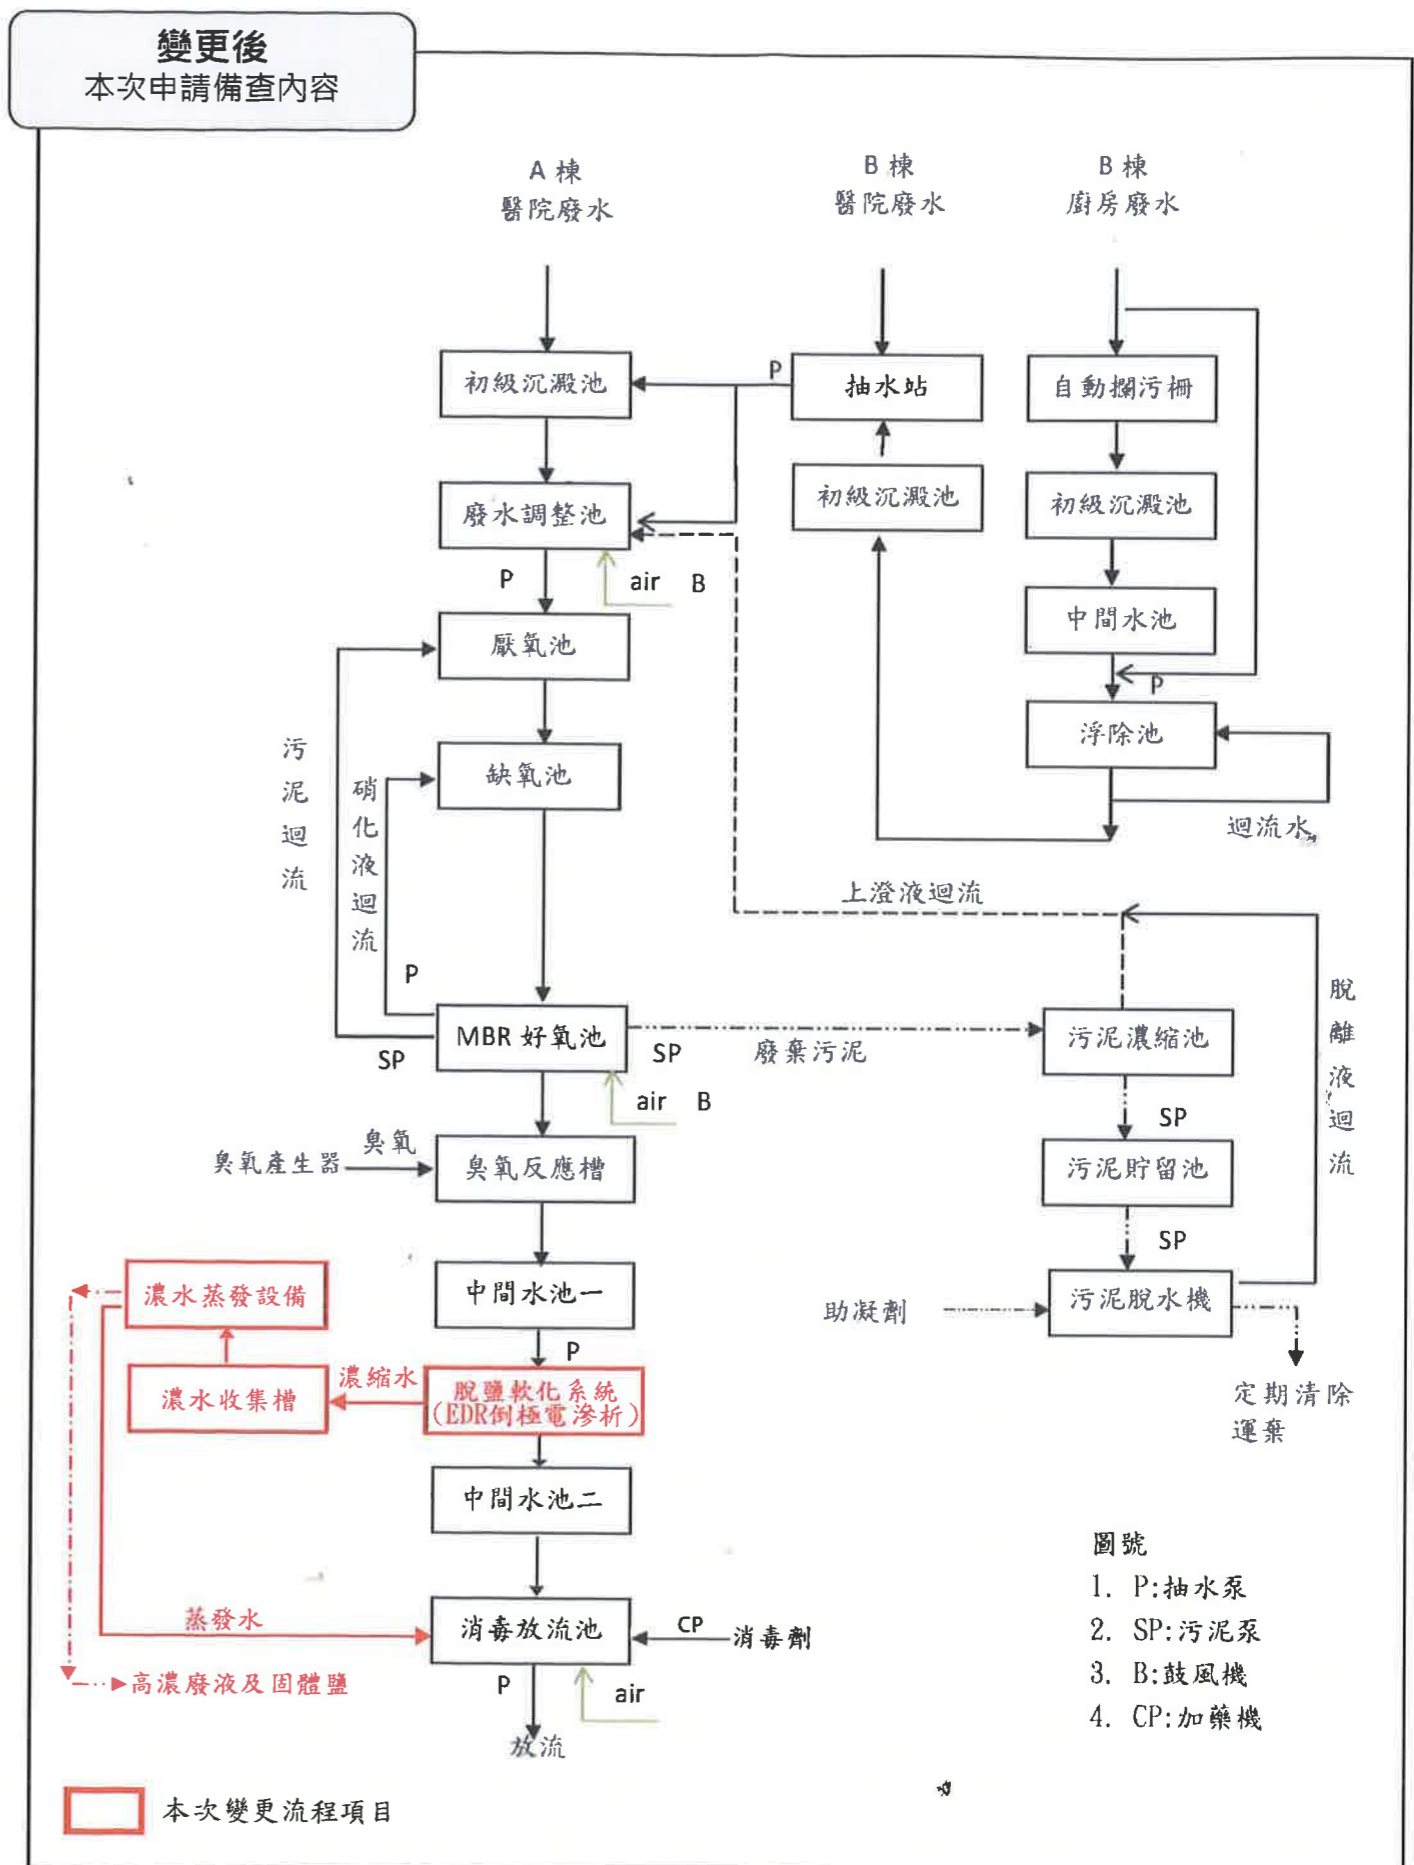 變更後
本次申請備查內容
A 棟
醫院廢水
B 棟
醫院廢水
B 棟
廚房廢水
初級沉澱池
P
抽水站
自動攔污柵
廢水調整池
初級沉澱池
初級沉澱池
P
air B
厭氧池
中間水池
P
缺氧池
浮除池
污泥迴流
硝化液迴流
迴流水
上澄液迴流
P
SP
MBR 好氧池
SP
廢棄污泥
污泥濃縮池
脫離液迴流
air B
SP
臭氧產生器
臭氧
臭氧反應槽
污泥貯留池
SP
濃水蒸發設備
中間水池一
助凝劑
污泥脫水機
P
濃水收集槽
濃縮水
脫鹽軟化系統
(EDR倒極電滲析)
定期清除
運棄
中間水池二
蒸發水
消毒放流池
CP
消毒劑
高濃廢液及固體鹽
P
air
放流
圖號
1. P:抽水泵
2. SP:污泥泵
3. B:鼓風機
4. CP:加藥機
本次變更流程項目